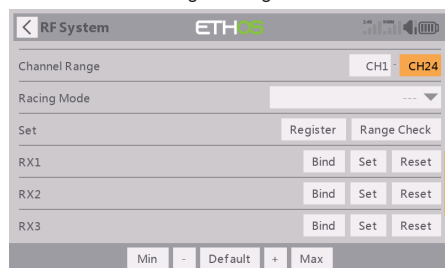 RF System
ETHOS
Channel Range CH1 - CH24
Racing Mode ---
Set Register Range Check
RX1 Bind Set Reset
RX2 Bind Set Reset
RX3 Bind Set Reset
Min - Default + Max